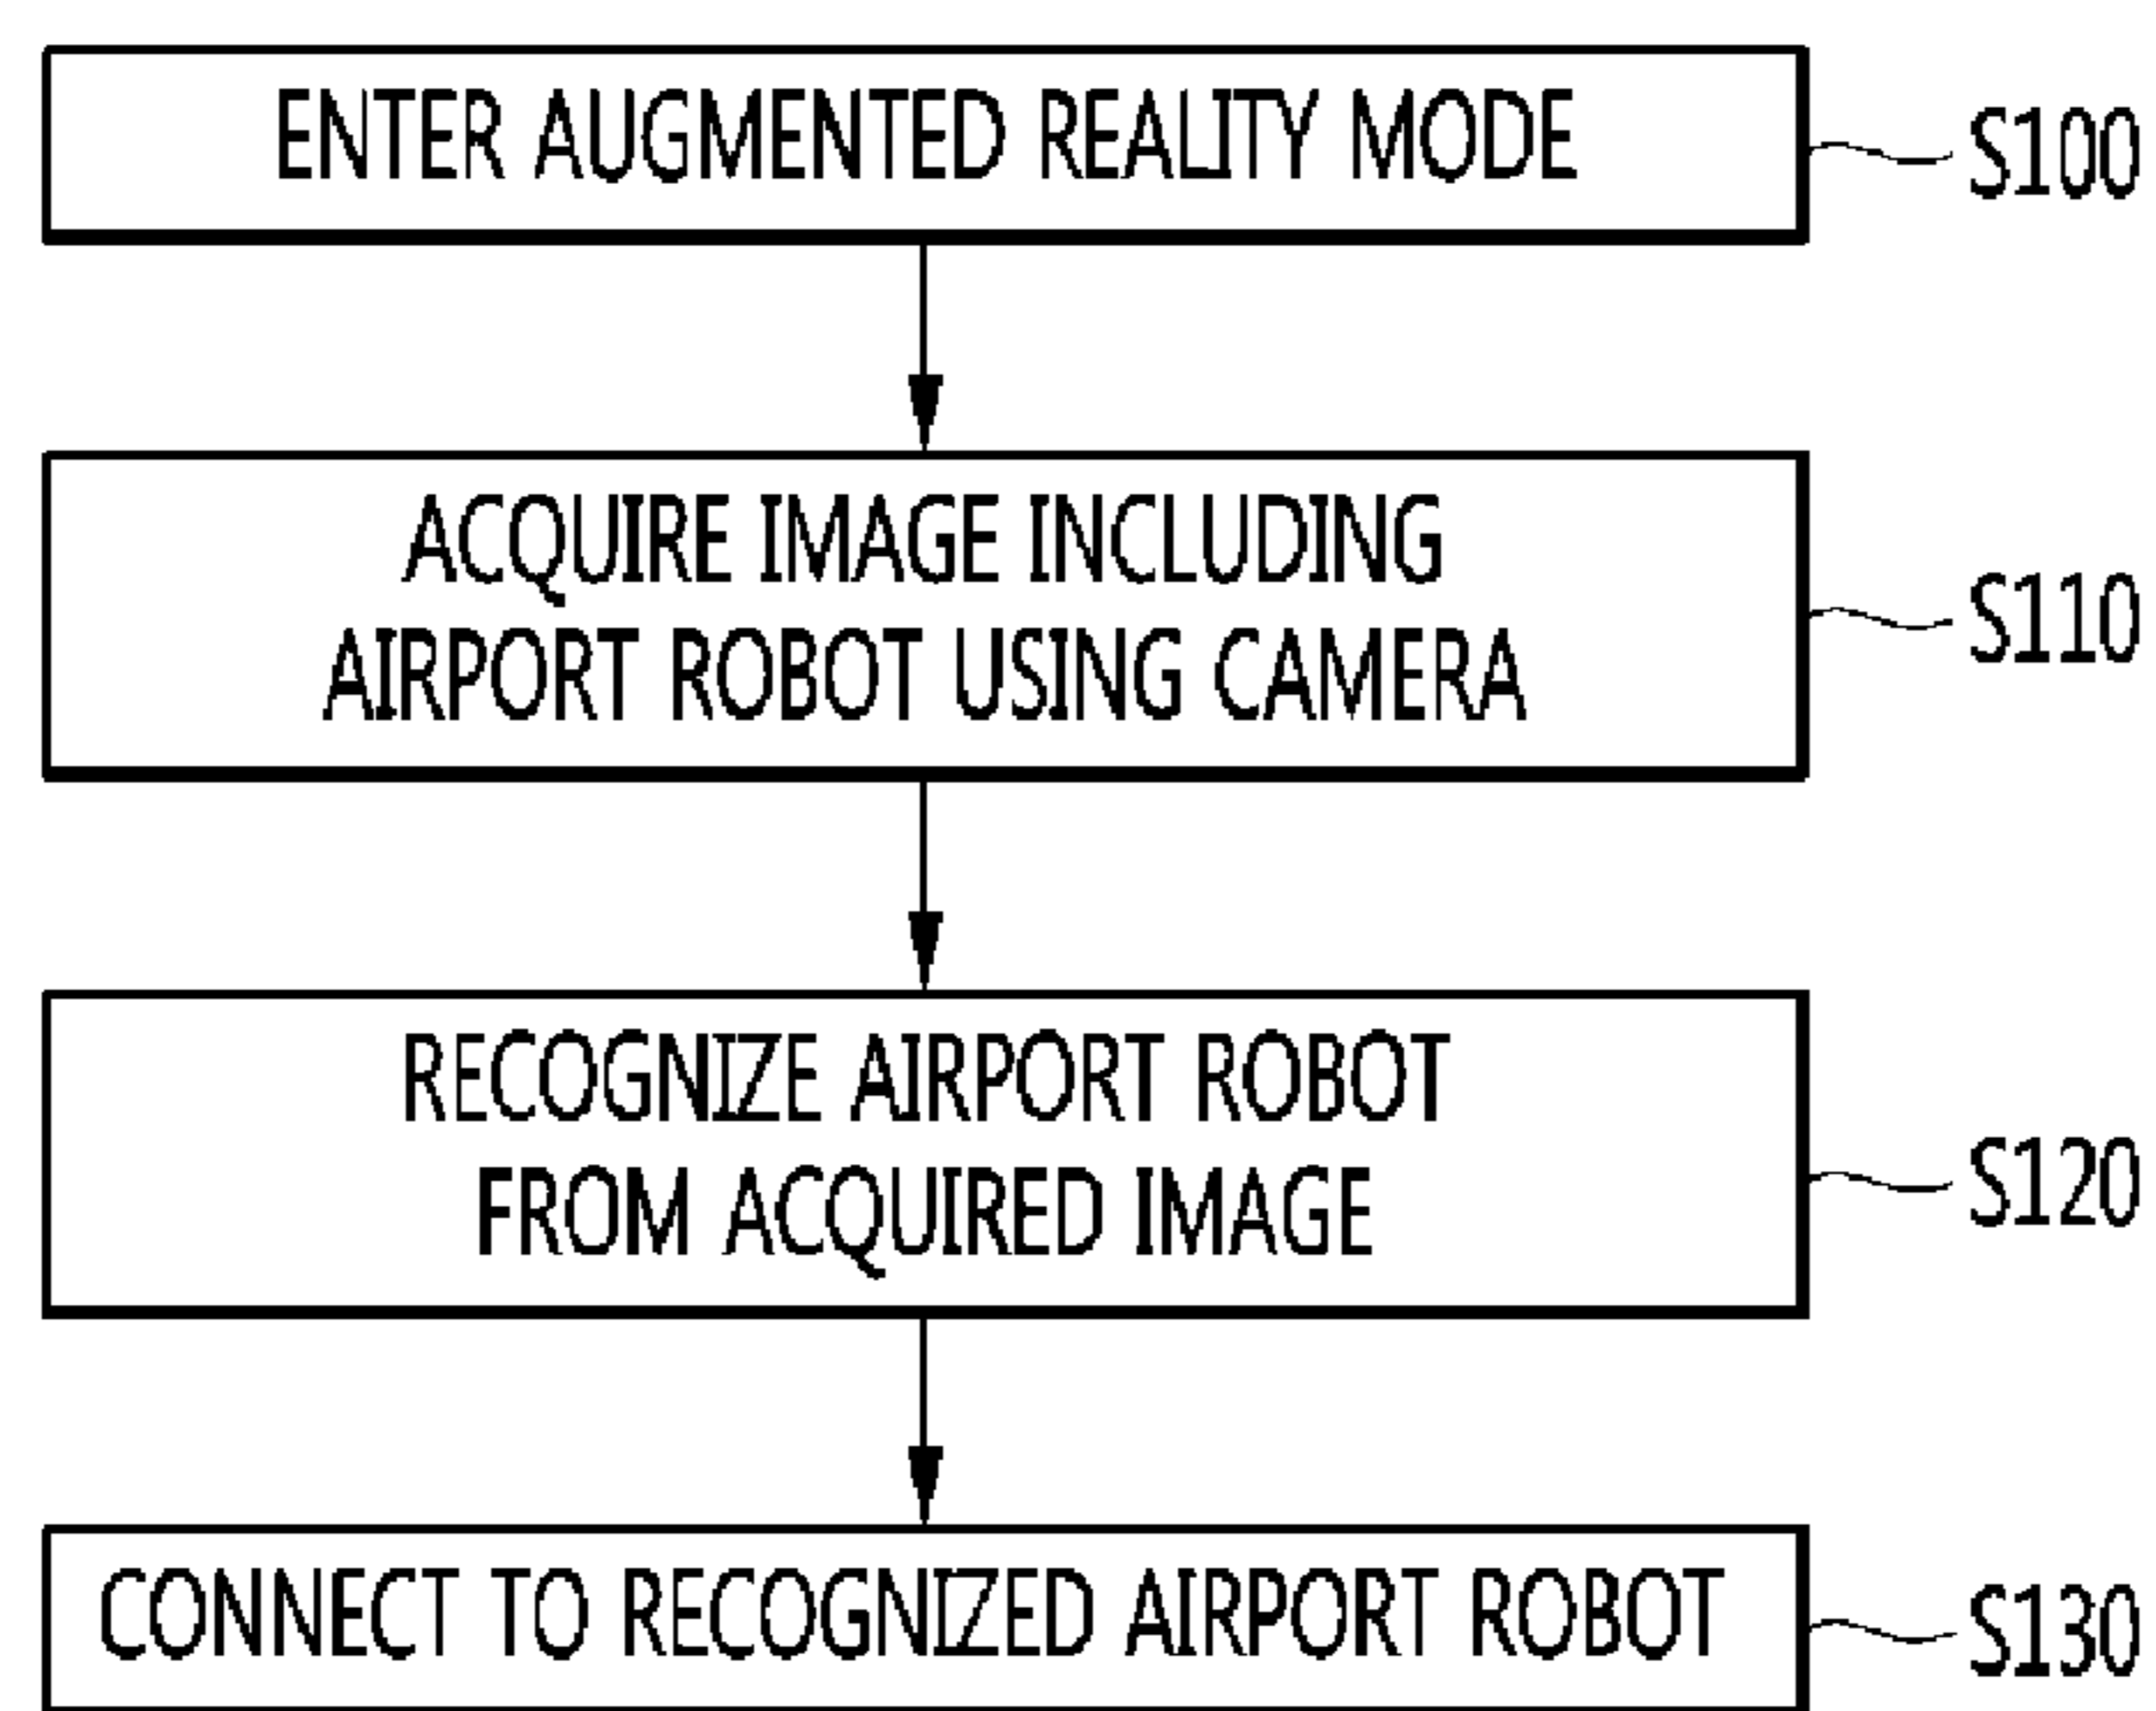 ENTER AUGMENTED REALITY MODE
S100
ACQUIRE IMAGE INCLUDING
AIRPORT ROBOT USING CAMERA
S110
RECOGNIZE AIRPORT ROBOT
FROM ACQUIRED IMAGE
S120
CONNECT TO RECOGNIZED AIRPORT ROBOT
S130